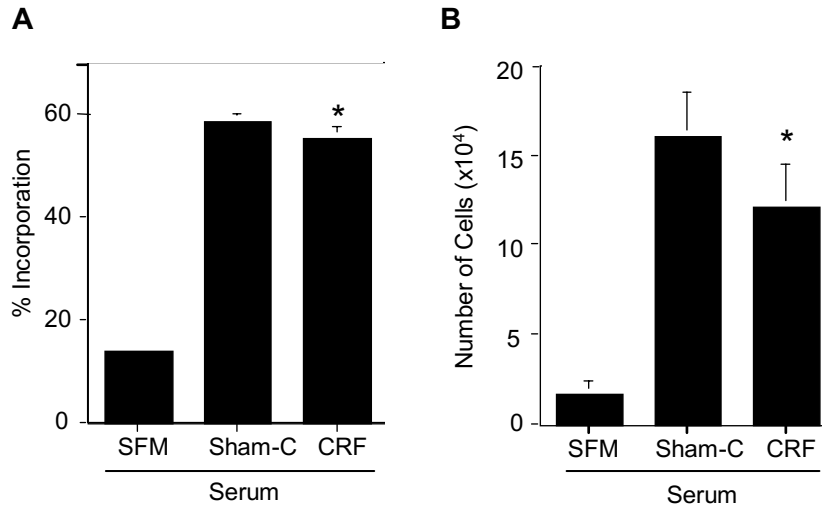 A
% Incorporation
60
40
20
0
*
SFM Sham-C CRF
Serum
B
Number of Cells (x10⁴)
20
15
10
5
0
*
SFM Sham-C CRF
Serum